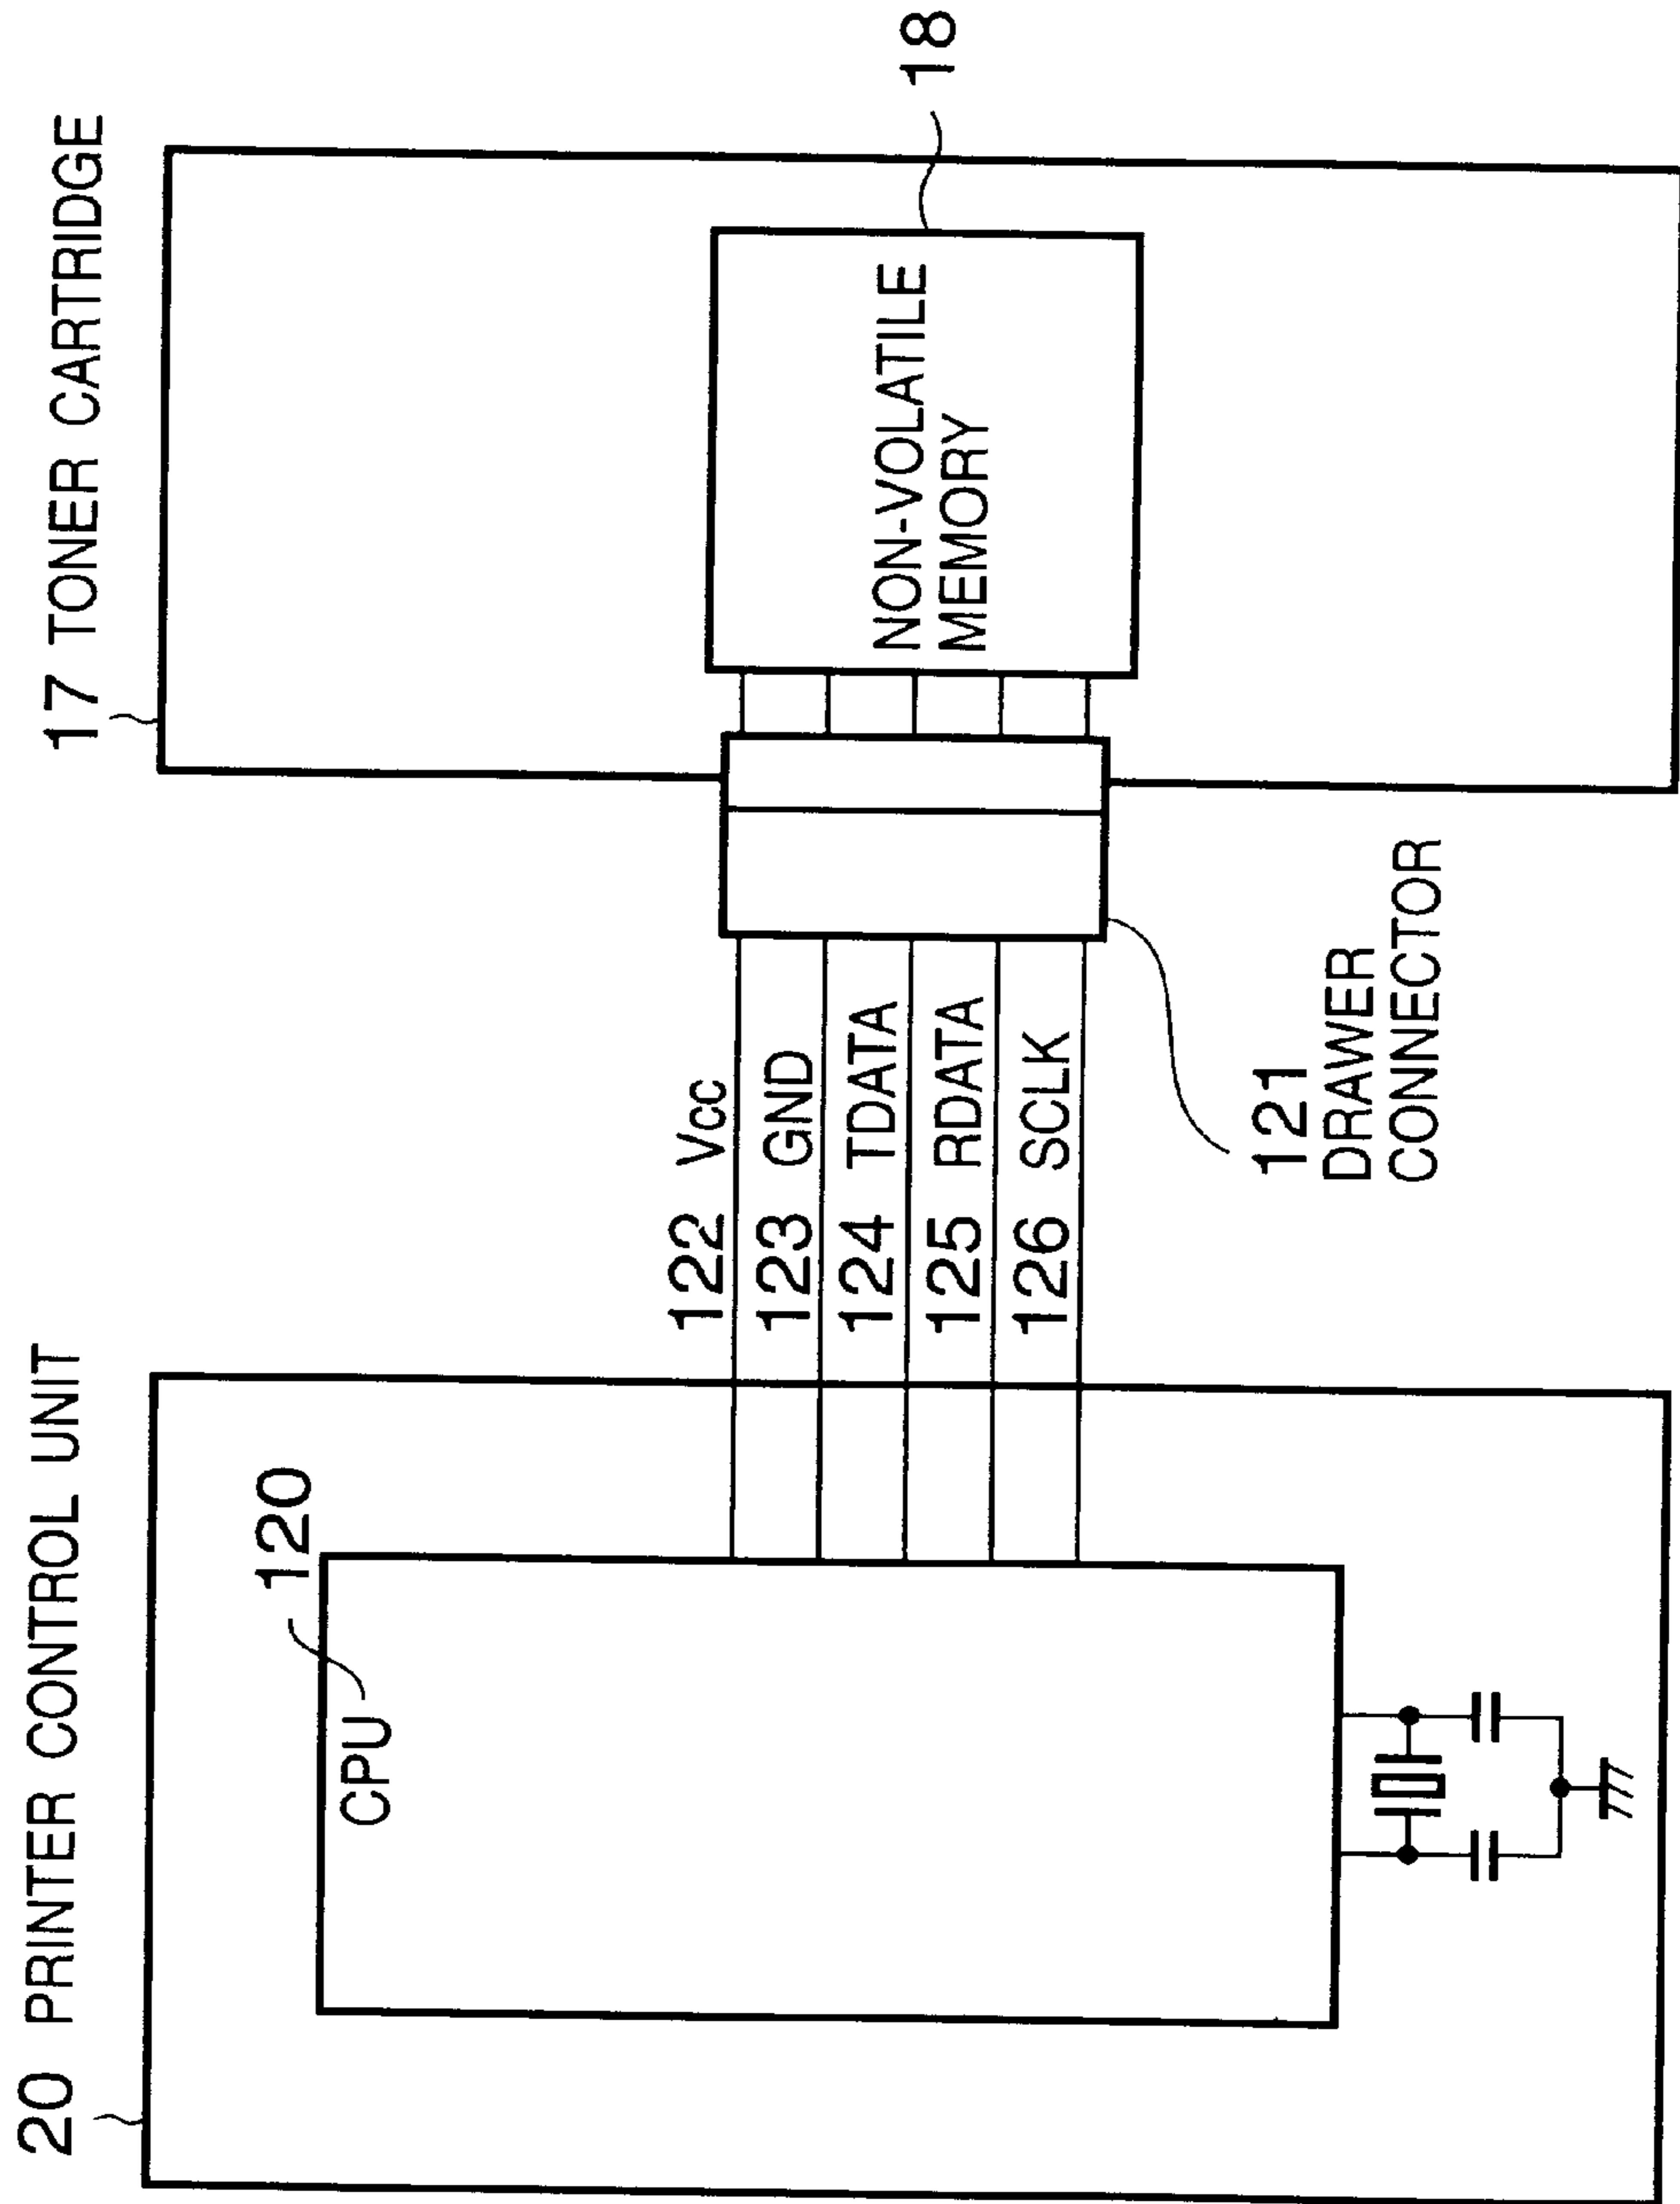 20 PRINTER CONTROL UNIT
17 TONER CARTRIDGE
CPU
120
122 Vcc
123 GND
124 TDATA
125 RDATA
126 SCLK
121
DRAWER
CONNECTOR
NON-VOLATILE
MEMORY
18